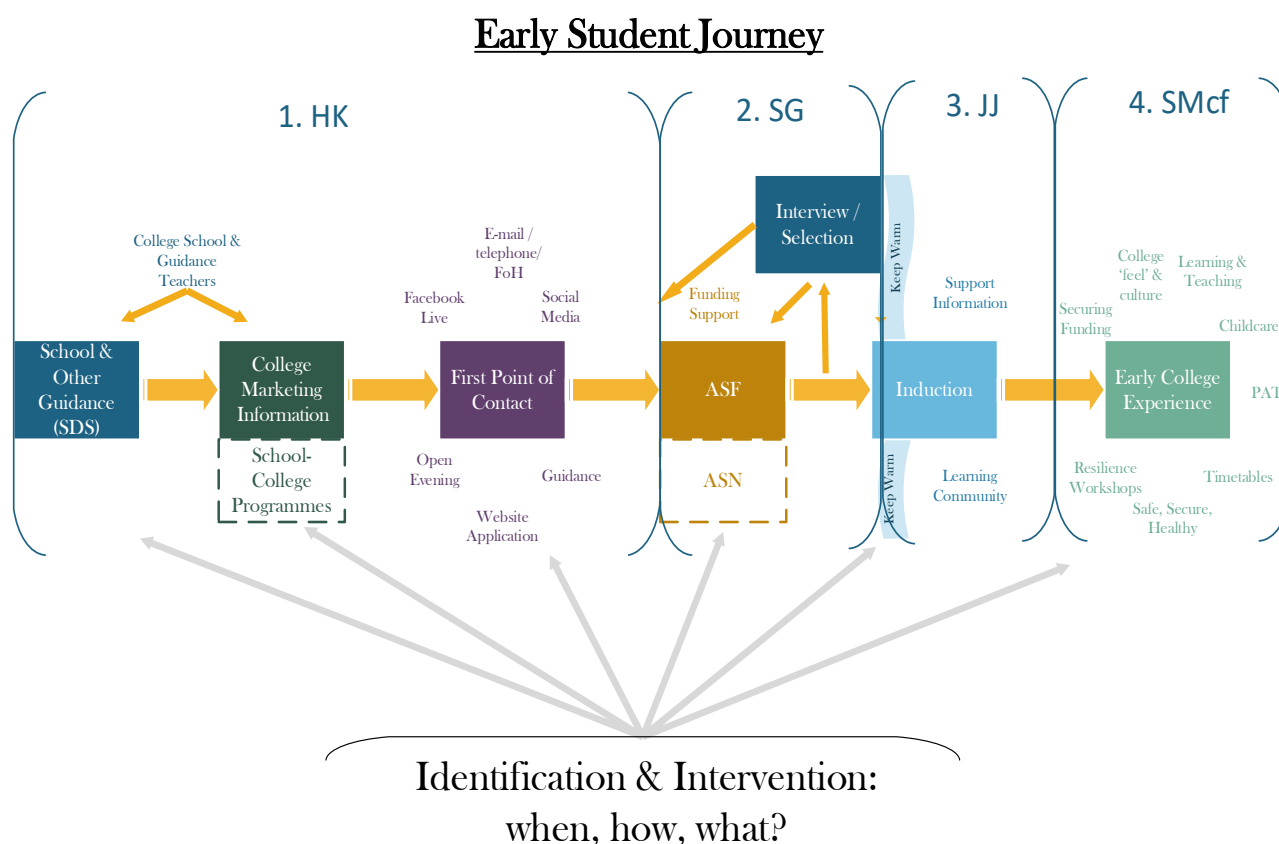 Early Student Journey
1. HK
2. SG
3. JJ
4. SMcf
College School &
Guidance
Teachers
School &
Other
Guidance
(SDS)
College
Marketing
Information
School-
College
Programmes
E-mail /
telephone/
FoH
Facebook
Live
Social
Media
First Point of
Contact
Open
Evening
Guidance
Website
Application
Interview /
Selection
Funding
Support
ASF
ASN
Keep Warm
Keep Warm
Support
Information
Induction
Learning
Community
College
‘feel’ &
culture
Learning &
Teaching
Securing
Funding
Childcare
Early College
Experience
PAT
Resilience
Workshops
Timetables
Safe, Secure,
Healthy
Identification & Intervention:
when, how, what?